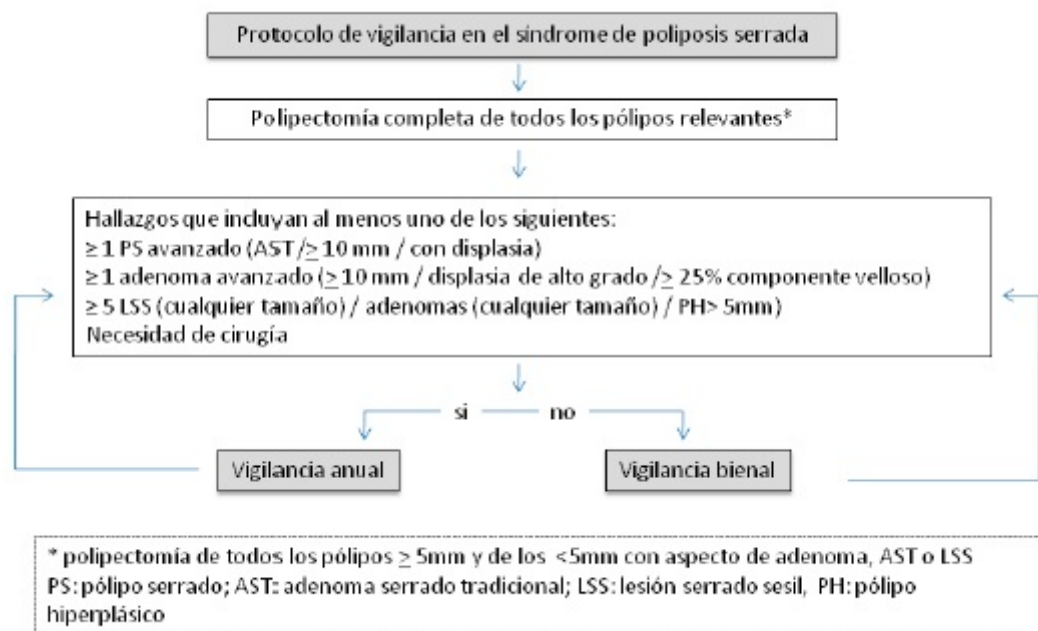 Protocolo de vigilancia en el síndrome de poliposis serrada
Polipectomía completa de todos los pólipos relevantes*
Hallazgos que incluyan al menos uno de los siguientes:
≥ 1 PS avanzado (AST /≥ 10 mm / con displasia)
≥ 1 adenoma avanzado (≥ 10 mm / displasia de alto grado /≥ 25% componente velloso)
≥ 5 LSS (cualquier tamaño) / adenomas (cualquier tamaño) / PH> 5mm)
Necesidad de cirugía
si no
Vigilancia anual Vigilancia bienal
* polipectomía de todos los pólipos ≥ 5mm y de los <5mm con aspecto de adenoma, AST o LSS
PS: pólipo serrado; AST:: adenoma serrado tradicional; LSS: lesión serrado sesil, PH: pólipo
hiperplásico